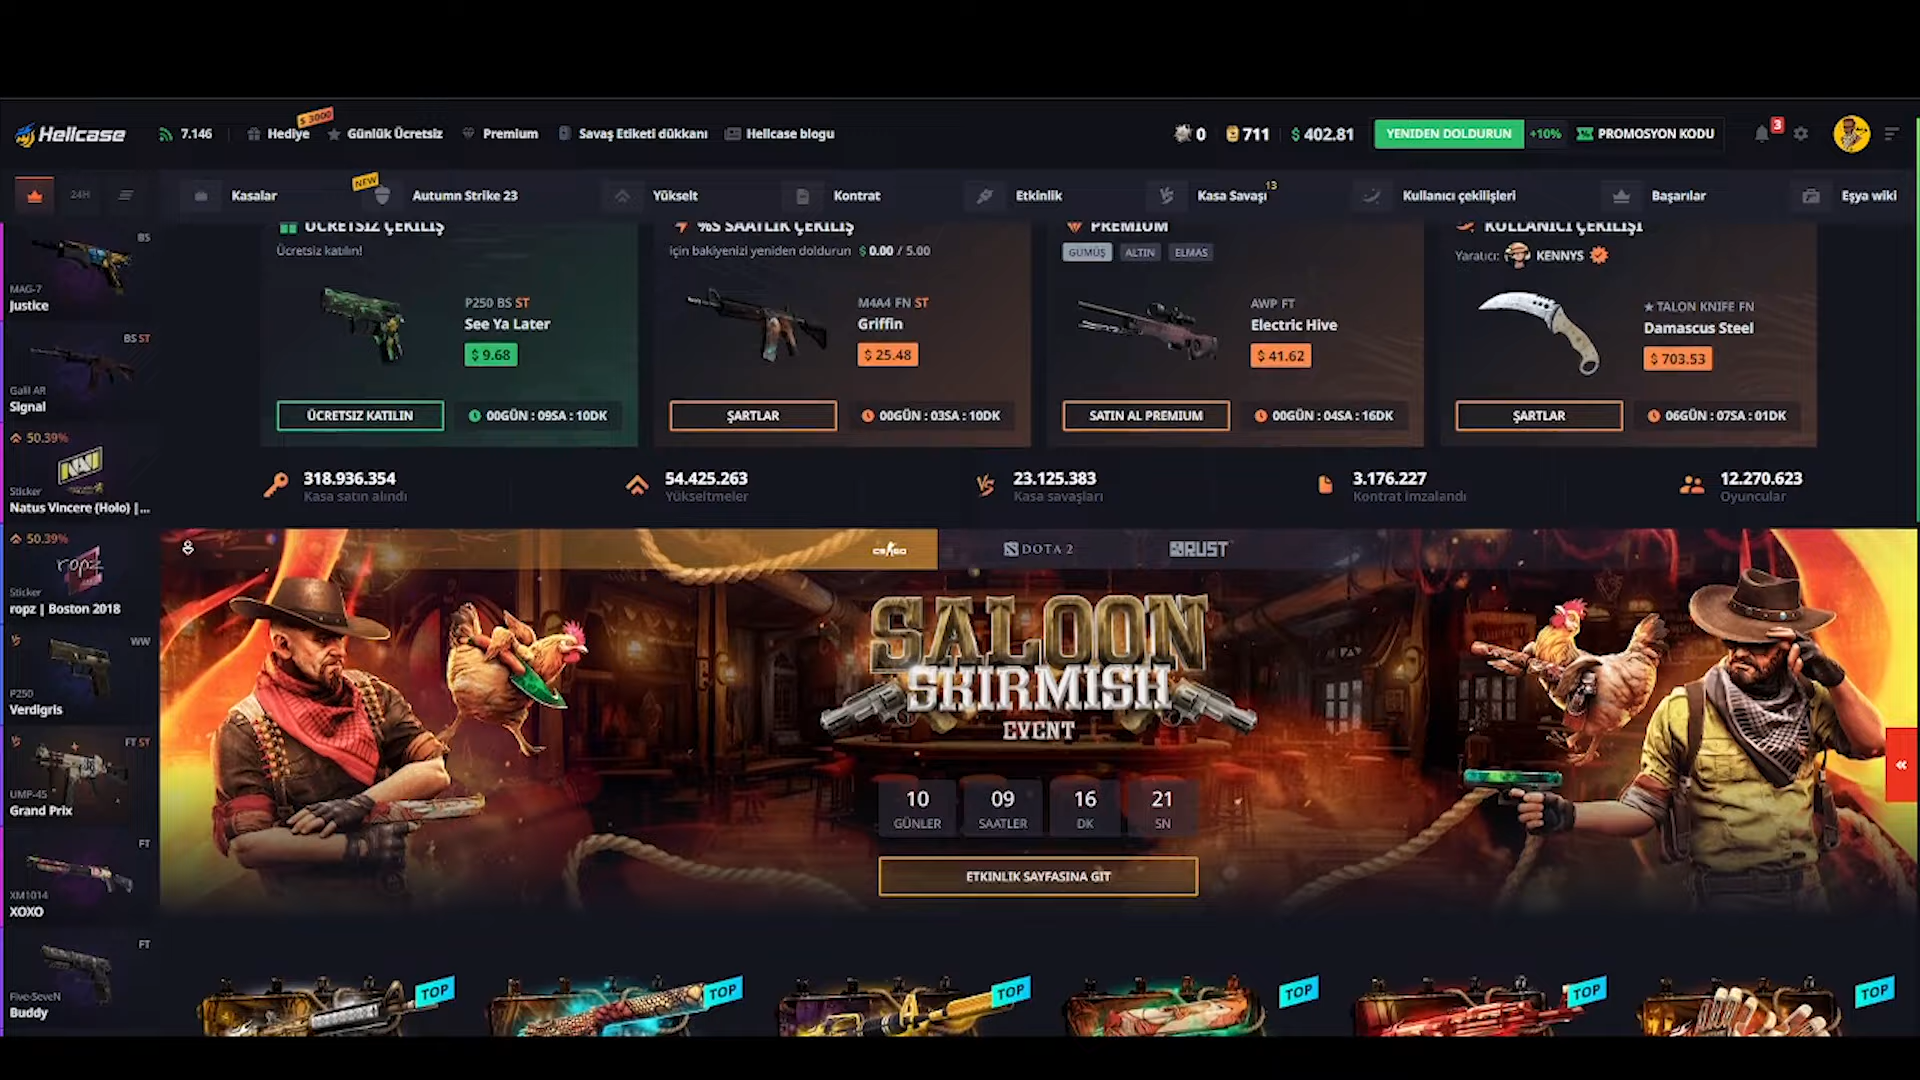 Hellcase
7.146
Hediye
$ 3000
Günlük Ücretsiz
Premium
Savaş Etiketi dükkanı
Hellcase blogu
0
711
$ 402.81
YENİDEN DOLDURUN
+10%
PROMOSYON KODU
3
24H
Kasalar
NEW
Autumn Strike 23
Yükselt
Kontrat
Etkinlik
Kasa Savaşı
13
Kullanıcı çekilişleri
Başarılar
Eşya wiki
ÜCRETSİZ ÇEKİLİŞ
Ücretsiz katılın!
P250 BS ST
See Ya Later
$ 9.68
ÜCRETSIZ KATILIN
00GÜN : 09SA : 10DK
%S SAATLİK ÇEKİLİŞ
için bakiyenizi yeniden doldurun $ 0.00 / 5.00
M4A4 FN ST
Griffin
$ 25.48
ŞARTLAR
00GÜN : 03SA : 10DK
PREMIUM
GÜMÜŞ
ALTIN
ELMAS
AWP FT
Electric Hive
$ 41.62
SATIN AL PREMIUM
00GÜN : 04SA : 16DK
KULLANICI ÇEKİLİŞİ
Yaratıcı:
KENNYS
★ TALON KNIFE FN
Damascus Steel
$ 703.53
ŞARTLAR
06GÜN : 07SA : 01DK
318.936.354
Kasa satın alındı
54.425.263
Yükseltmeler
23.125.383
Kasa savaşları
3.176.227
Kontrat imzalandı
12.270.623
Oyuncular
BS
MAG-7
Justice
BS ST
Galil AR
Signal
50.39%
NAVI
Sticker
Natus Vincere (Holo) |...
50.39%
ropz
Sticker
ropz | Boston 2018
WW
P250
Verdigris
FT ST
UMP-45
Grand Prix
FT
XM1014
XOXO
FT
Five-SeveN
Buddy
CS:GO
DOTA 2
RUST
SALOON
SKIRMISH
EVENT
10
GÜNLER
09
SAATLER
16
DK
21
SN
ETKINLIK SAYFASINA GIT
«
TOP
TOP
TOP
TOP
TOP
TOP